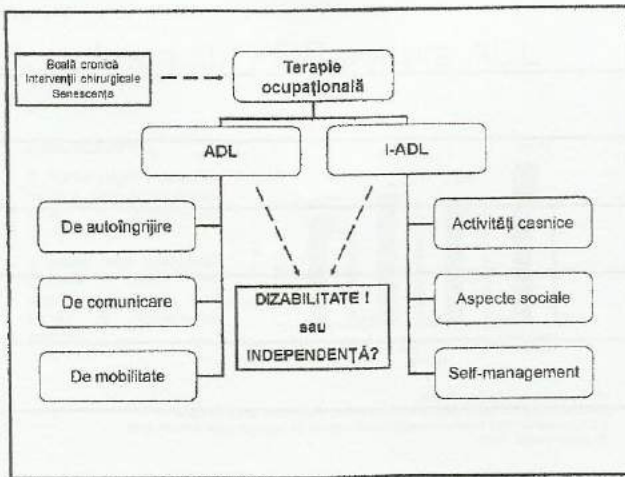 Boală cronică
Intervenții chirurgicale
Senescența
Terapie
ocupațională
ADL
I-ADL
De autoîngrijire
Activități casnice
De comunicare
DIZABILITATE !
sau
INDEPENDENȚĂ?
Aspecte sociale
De mobilitate
Self-management